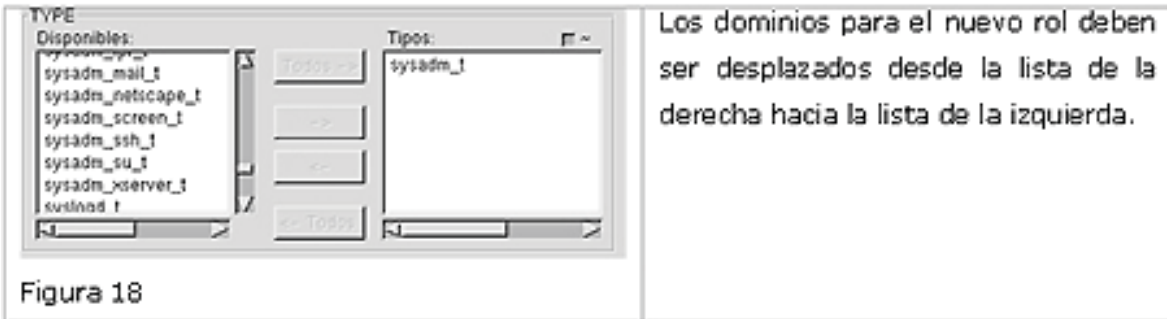 TYPE
Disponibles:
sysadm_mail_t
sysadm_netscape_t
sysadm_screen_t
sysadm_ssh_t
sysadm_su_t
sysadm_xserver_t
syslogd_t
Todos ->
->
<-
<- Todos
Tipos:
~
sysadm_t
Figura 18
Los dominios para el nuevo rol deben
ser desplazados desde la lista de la
derecha hacia la lista de la izquierda.